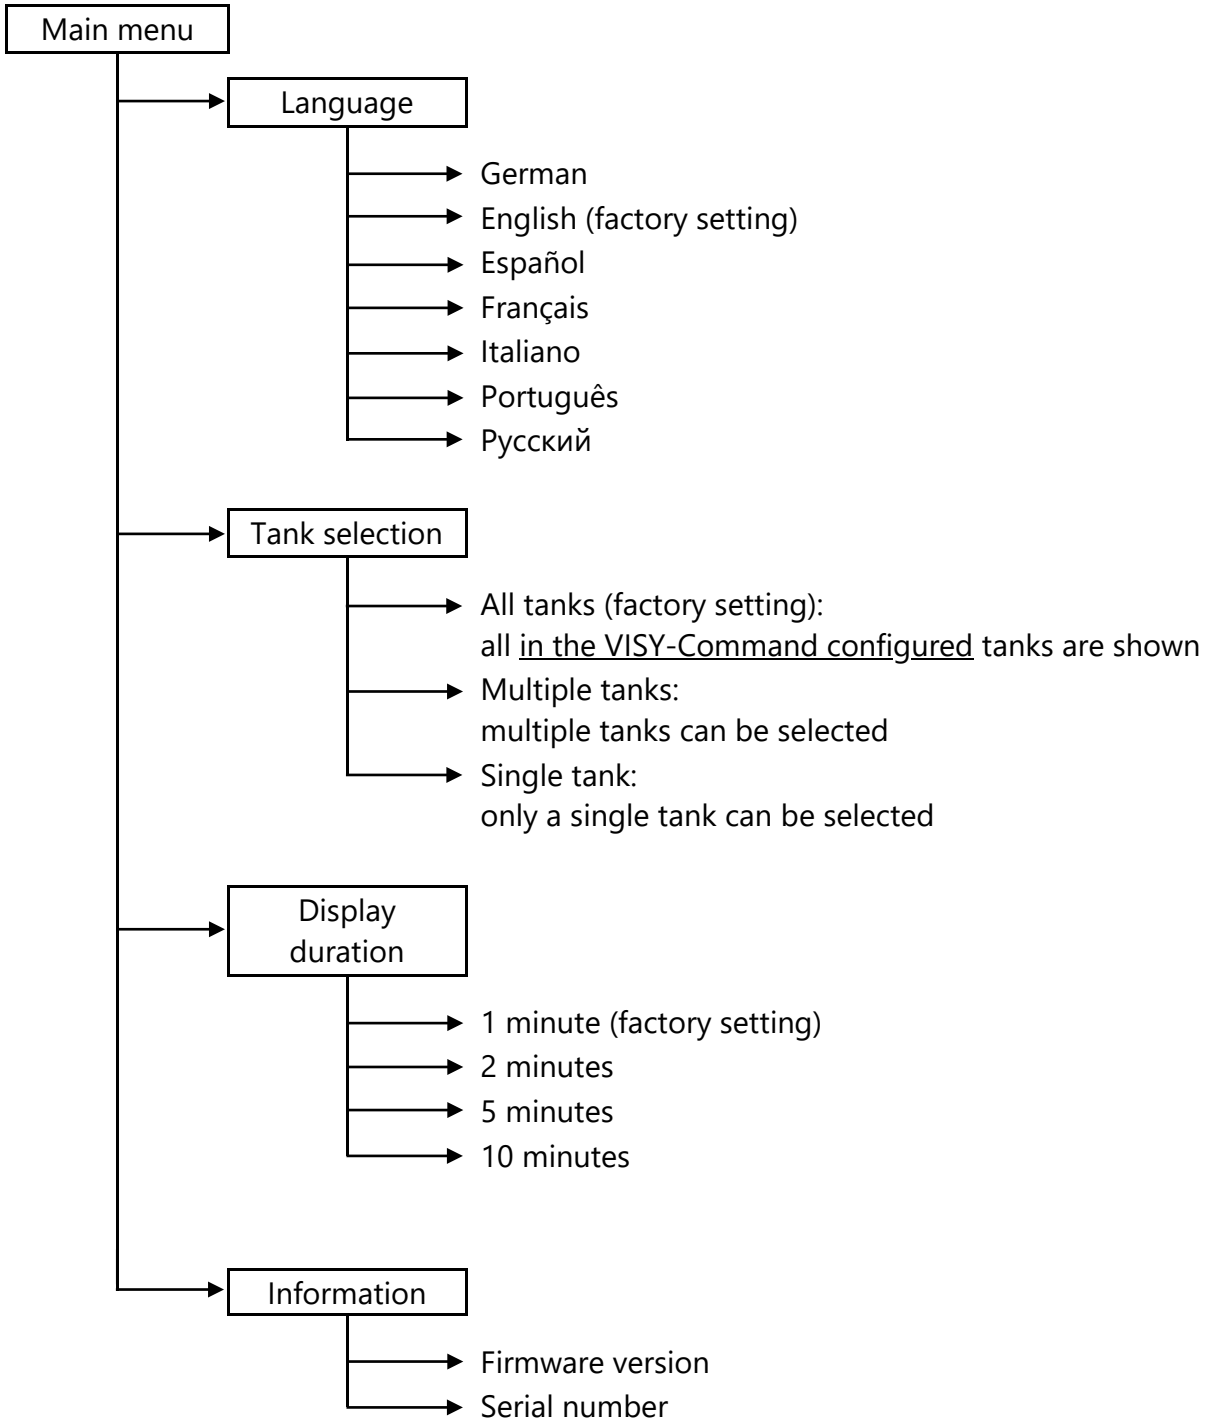 Main menu
Language
German
English (factory setting)
Español
Français
Italiano
Português
Русский
Tank selection
All tanks (factory setting):
all in the VISY-Command configured tanks are shown
Multiple tanks:
multiple tanks can be selected
Single tank:
only a single tank can be selected
Display
duration
1 minute (factory setting)
2 minutes
5 minutes
10 minutes
Information
Firmware version
Serial number